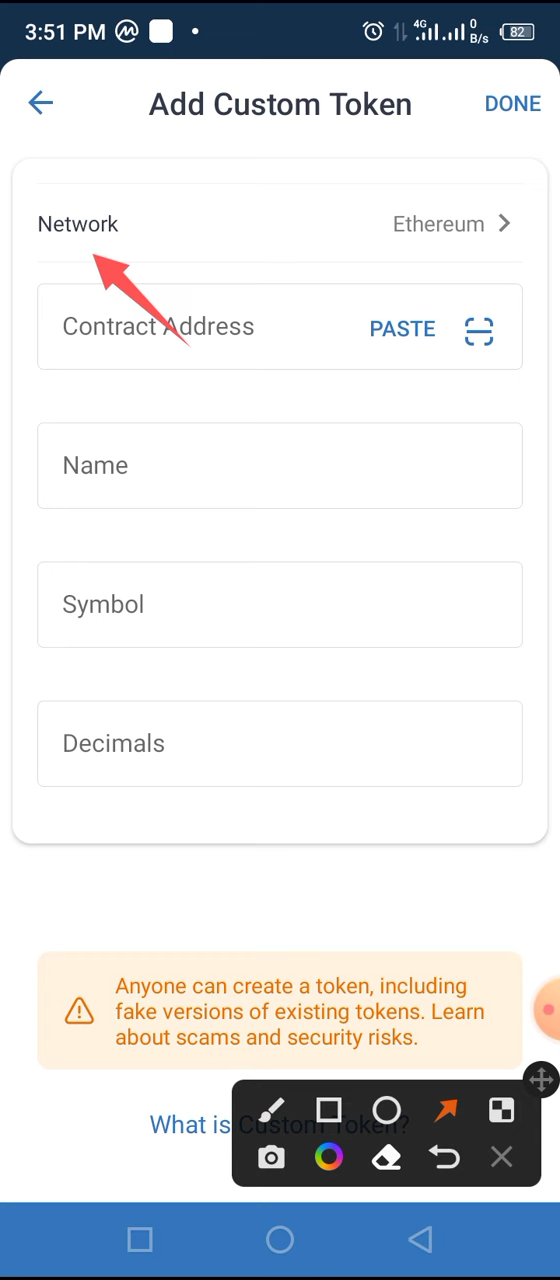 3:51 PM
4G
0
B/s
82
Add Custom Token
DONE
Network
Ethereum
Contract Address
PASTE
Name
Symbol
Decimals
Anyone can create a token, including
fake versions of existing tokens. Learn
about scams and security risks.
What is Custom Token?